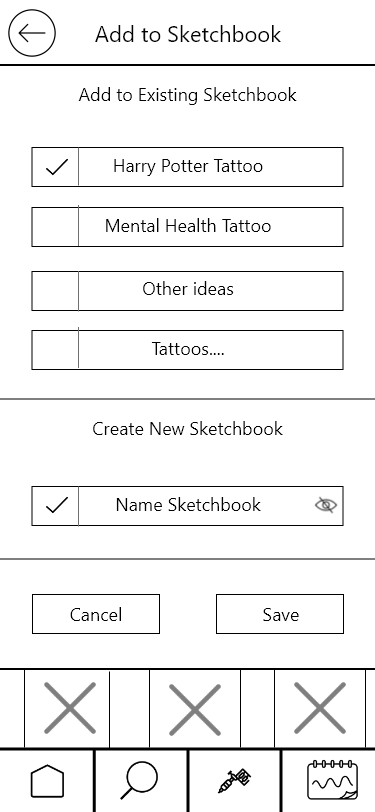 Add to Sketchbook
Add to Existing Sketchbook
Harry Potter Tattoo
Mental Health Tattoo
Other ideas
Tattoos....
Create New Sketchbook
Name Sketchbook
Cancel
Save